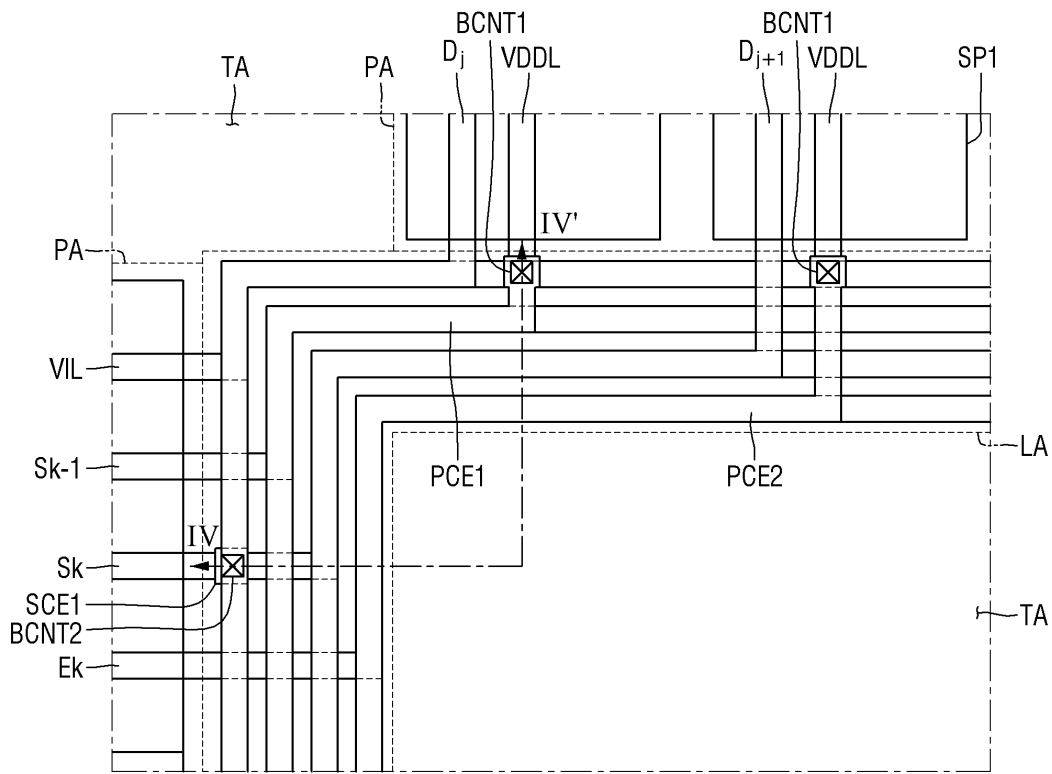 BCNT1
BCNT1
Dj
VDDL
Dj+1
VDDL
SP1
TA
PA
IV'
PA
VIL
Sk-1
PCE1
PCE2
LA
IV
Sk
SCE1
BCNT2
TA
Ek